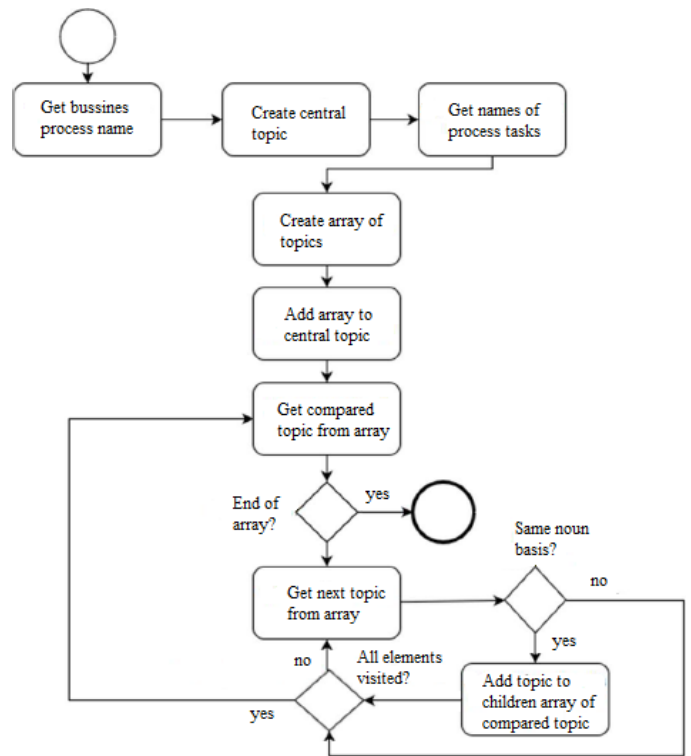 Get bussines
process name
Create central
topic
Get names of
process tasks
Create array of
topics
Add array to
central topic
Get compared
topic from array
End of
array?
yes
Same noun
basis?
Get next topic
from array
no
yes
no
All elements
visited?
yes
Add topic to
children array of
compared topic